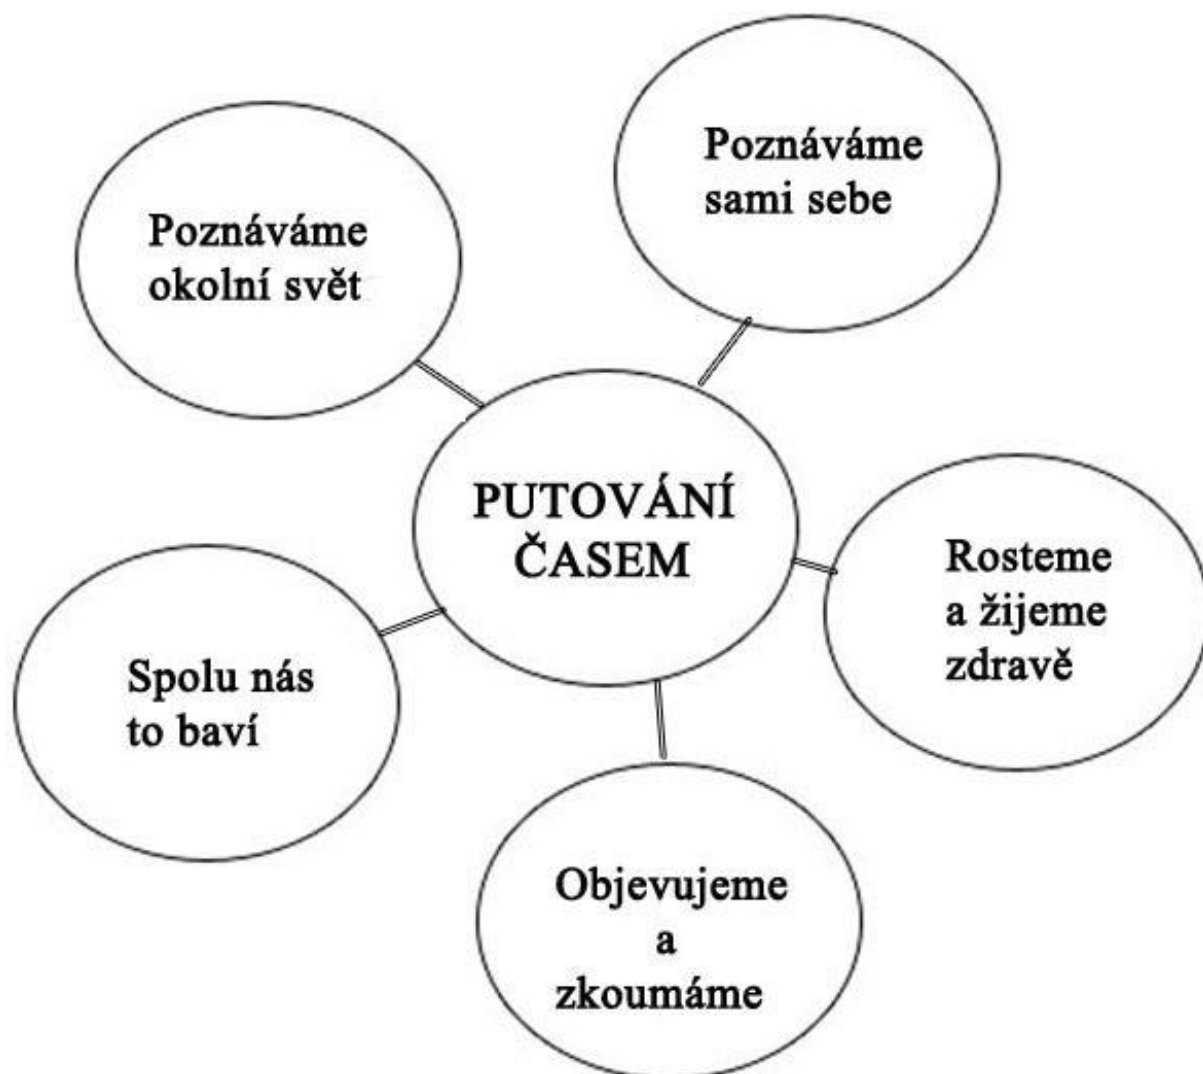 Poznáváme
sami sebe
Poznáváme
okolní svět
PUTOVÁNÍ
ČASEM
Rosteme
a žijeme
zdravě
Spolu nás
to baví
Objevujeme
a
zkoumáme